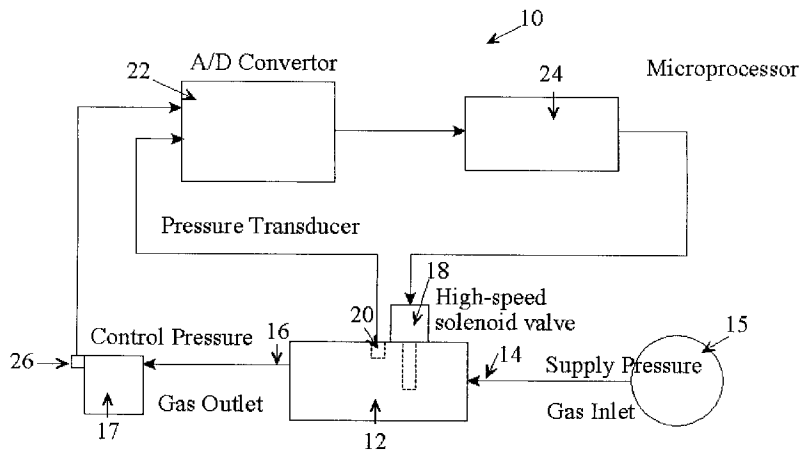 10
A/D Convertor
22
24
Microprocessor
Pressure Transducer
18
High-speed
solenoid valve
20
15
Control Pressure
16
14
Supply Pressure
26
Gas Outlet
Gas Inlet
17
12